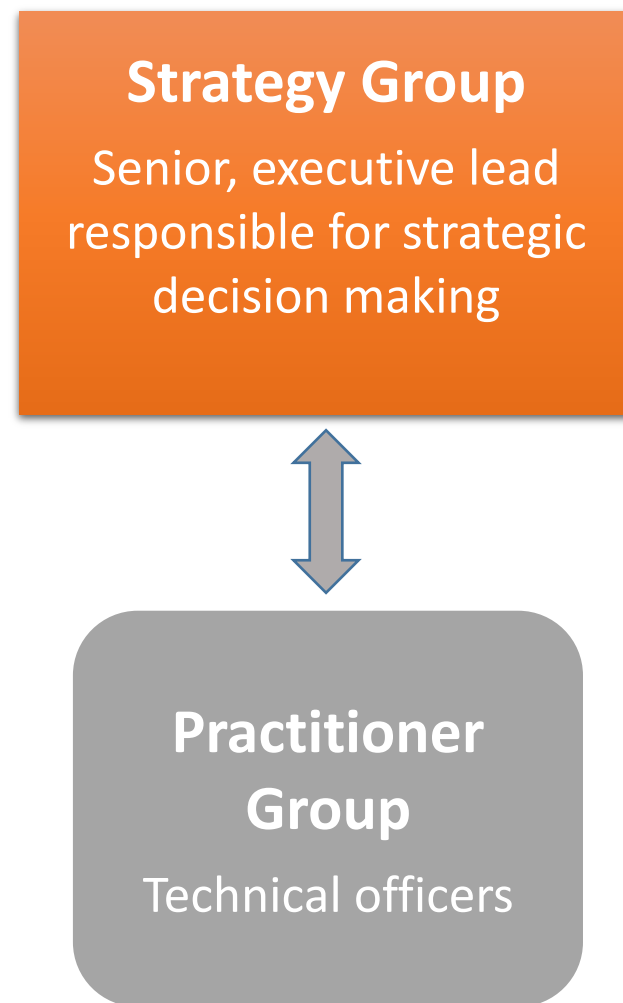 Strategy Group
Senior, executive lead
responsible for strategic
decision making
Practitioner
Group
Technical officers